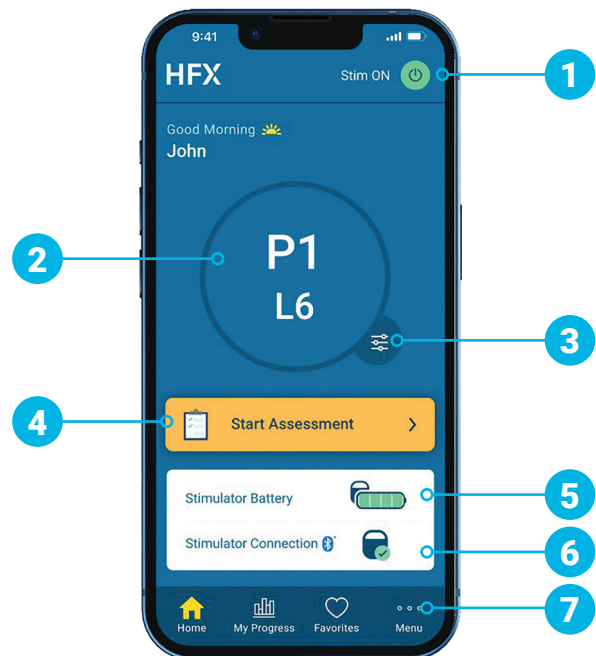 9:41
HFX
Stim ON
1
Good Morning
John
2
P1
L6
3
4
Start Assessment
Stimulator Battery
5
Stimulator Connection
6
7
Home My Progress Favorites Menu